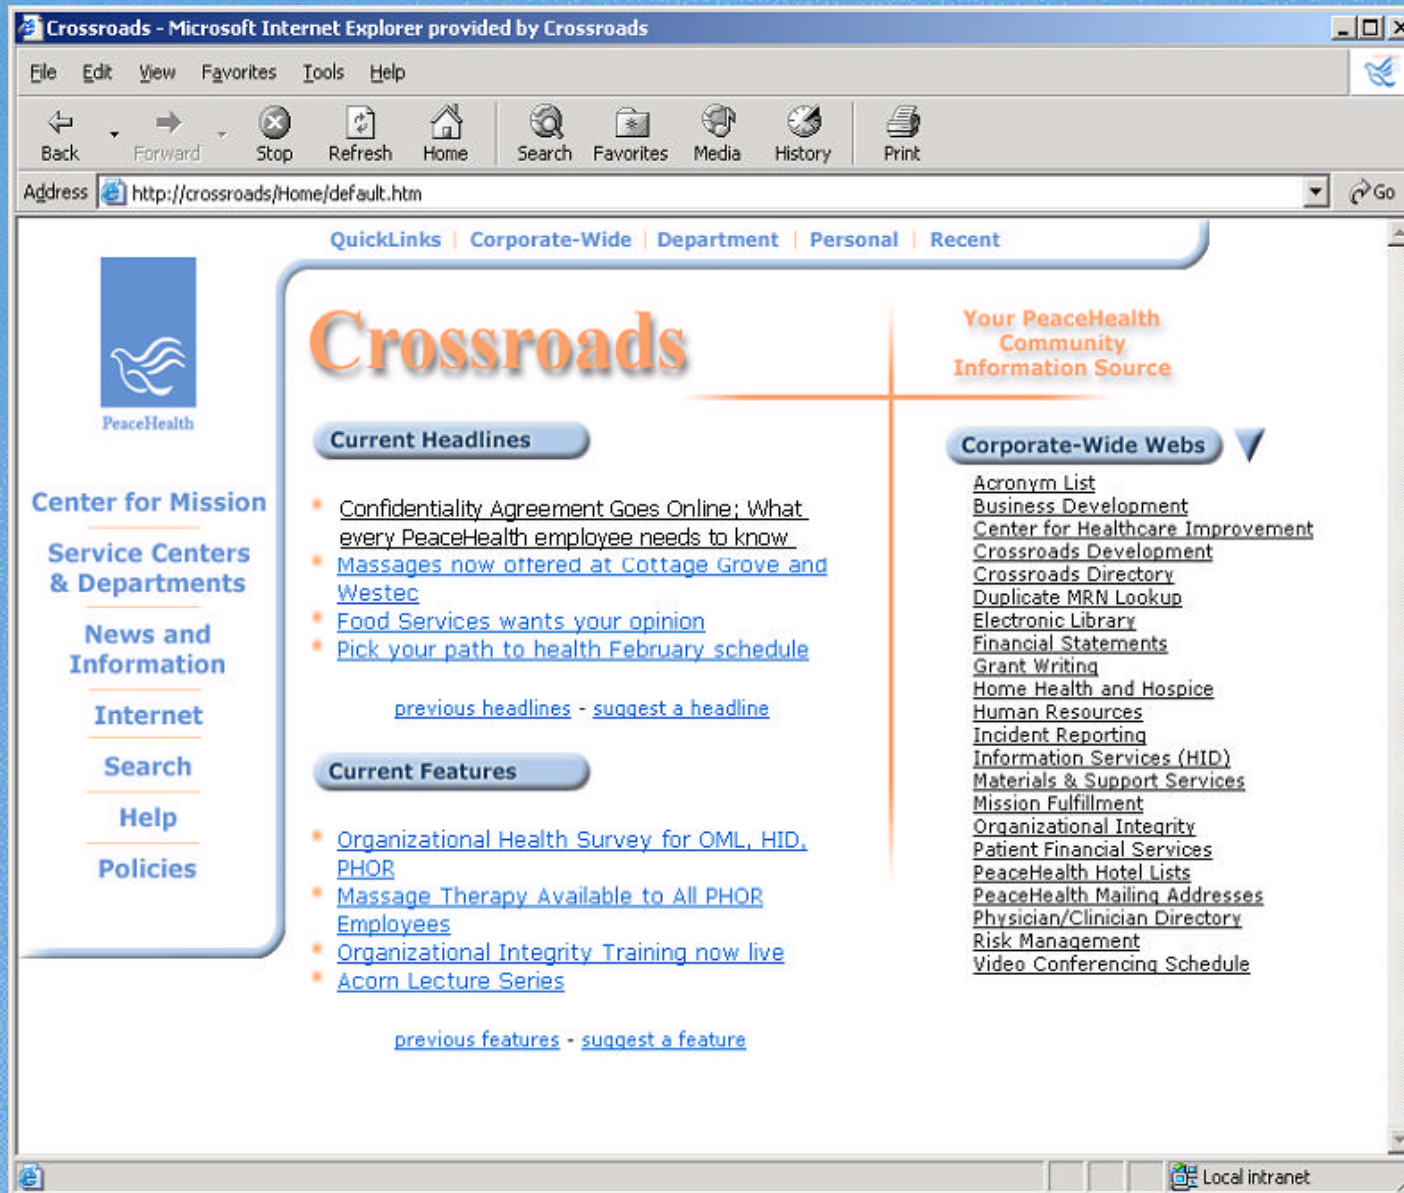 Crossroads - Microsoft Internet Explorer provided by Crossroads
File Edit View Favorites Tools Help
Back Forward Stop Refresh Home Search Favorites Media History Print
Address http://crossroads/Home/default.htm Go
QuickLinks | Corporate-Wide | Department | Personal | Recent
PeaceHealth
Center for Mission
Service Centers
& Departments
News and
Information
Internet
Search
Help
Policies
Crossroads
Your PeaceHealth
Community
Information Source
Current Headlines
Confidentiality Agreement Goes Online; What
every PeaceHealth employee needs to know
Massages now offered at Cottage Grove and
Westec
Food Services wants your opinion
Pick your path to health February schedule
previous headlines - suggest a headline
Current Features
Organizational Health Survey for OML, HID,
PHOR
Massage Therapy Available to All PHOR
Employees
Organizational Integrity Training now live
Acorn Lecture Series
previous features - suggest a feature
Corporate-Wide Webs
Acronym List
Business Development
Center for Healthcare Improvement
Crossroads Development
Crossroads Directory
Duplicate MRN Lookup
Electronic Library
Financial Statements
Grant Writing
Home Health and Hospice
Human Resources
Incident Reporting
Information Services (HID)
Materials & Support Services
Mission Fulfillment
Organizational Integrity
Patient Financial Services
PeaceHealth Hotel Lists
PeaceHealth Mailing Addresses
Physician/Clinician Directory
Risk Management
Video Conferencing Schedule
Local intranet